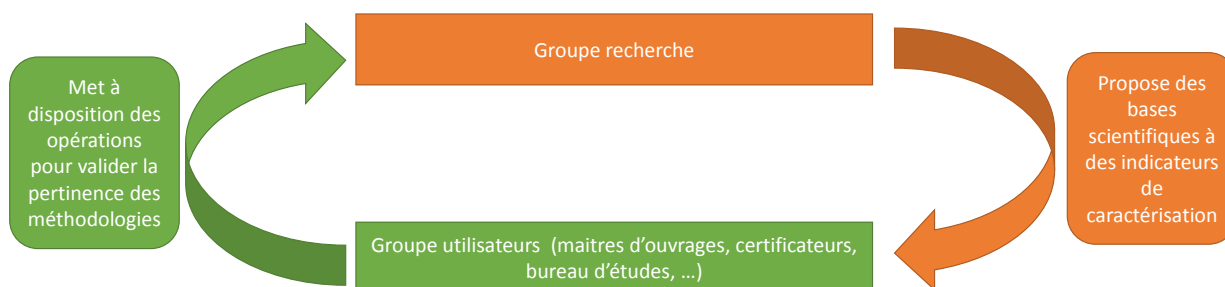 Groupe recherche
Met à
disposition des
opérations
pour valider la
pertinence des
méthodologies
Propose des
bases
scientifiques à
des indicateurs
de
caractérisation
Groupe utilisateurs  (maitres d’ouvrages, certificateurs,
bureau d’études, …)